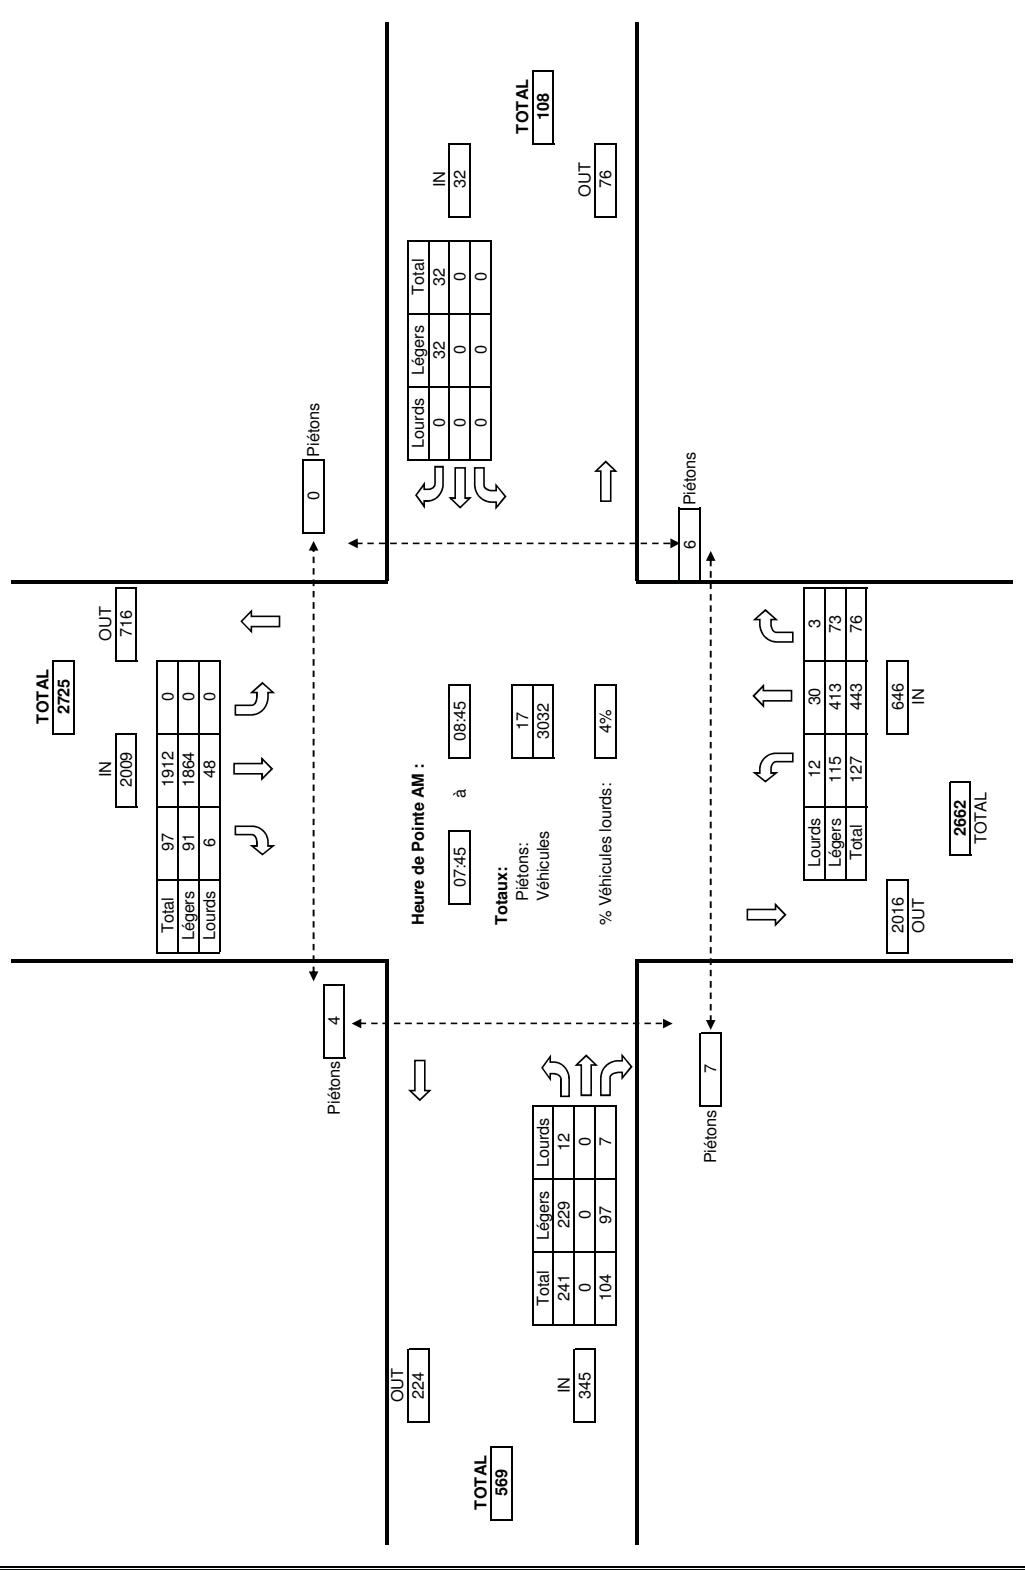 TOTAL
2725
IN OUT
2009 716
Total 97 1912 0
Légers 91 1864 0
Lourds 6 48 0
0 Piétons
Piétons 4
OUT
224
Heure de Pointe AM :
07:45 à 08:45
Lourds Légers Total
0 32 32
0 0 0
0 0 0
IN
32
TOTAL
569
Totaux:
Piétons: 17
Véhicules 3032
TOTAL
108
Total Légers Lourds
241 229 12
0 0 0
104 97 7
IN
345
% Véhicules lourds: 4%
OUT
76
6 Piétons
Piétons 7
Lourds 12 30 3
Légers 115 413 73
Total 127 443 76
2016 646
OUT IN
2662
TOTAL